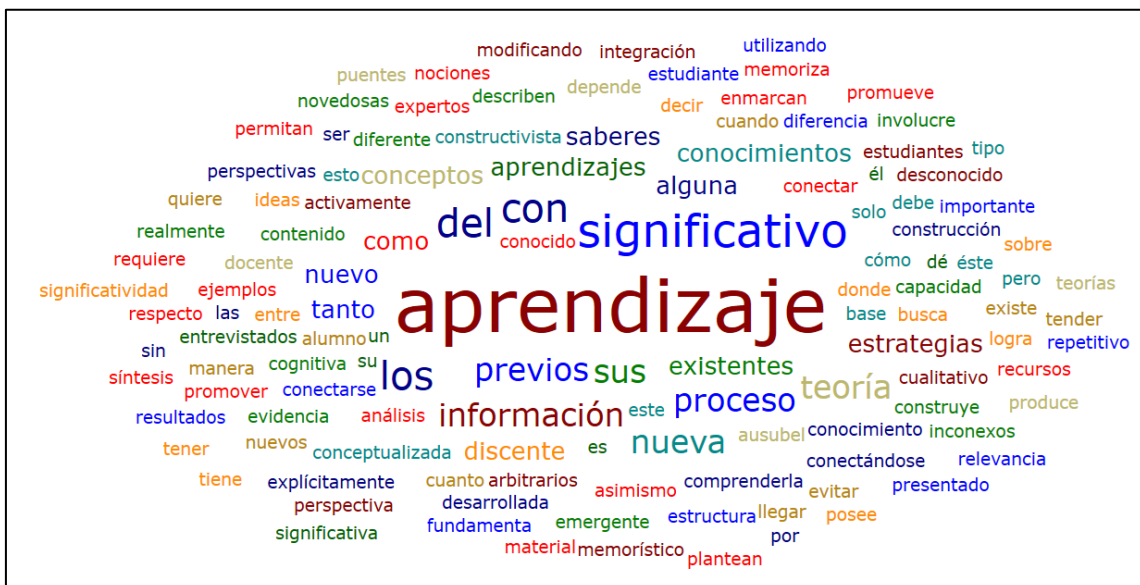 modificando integración utilizando
puentes nociones estudiante memoriza
novedosas expertos describen depende decir enmarcan promueve
permitan ser diferente constructivista saberes cuando diferencia involucre
perspectivas esto conceptos aprendizajes conocimientos estudiantes tipo
quiere ideas activamente alguna conectar él desconocido
realmente contenido como del con conocido significativo solo debe importante
requiere docente nuevo construcción sobre
significatividad ejemplos aprendizaje cómo dé éste pero teorías
respecto las entre tanto donde capacidad existe
sin entrevistados alumno un base busca tender
síntesis manera cognitiva su estrategias logra repetitivo
promover conectarse los previos sus existentes teoría cualitativo recursos
resultados evidencia análisis información este proceso construye produce
tener nuevos conceptualizada discente es nueva ausubel conocimiento inconexos
tiene explícitamente cuanto arbitrarios asimismo comprenderla conectándose relevancia
perspectiva desarrollada evitar presentado
significativa fundamenta emergente estructura llegar posee
material memorístico plantean por